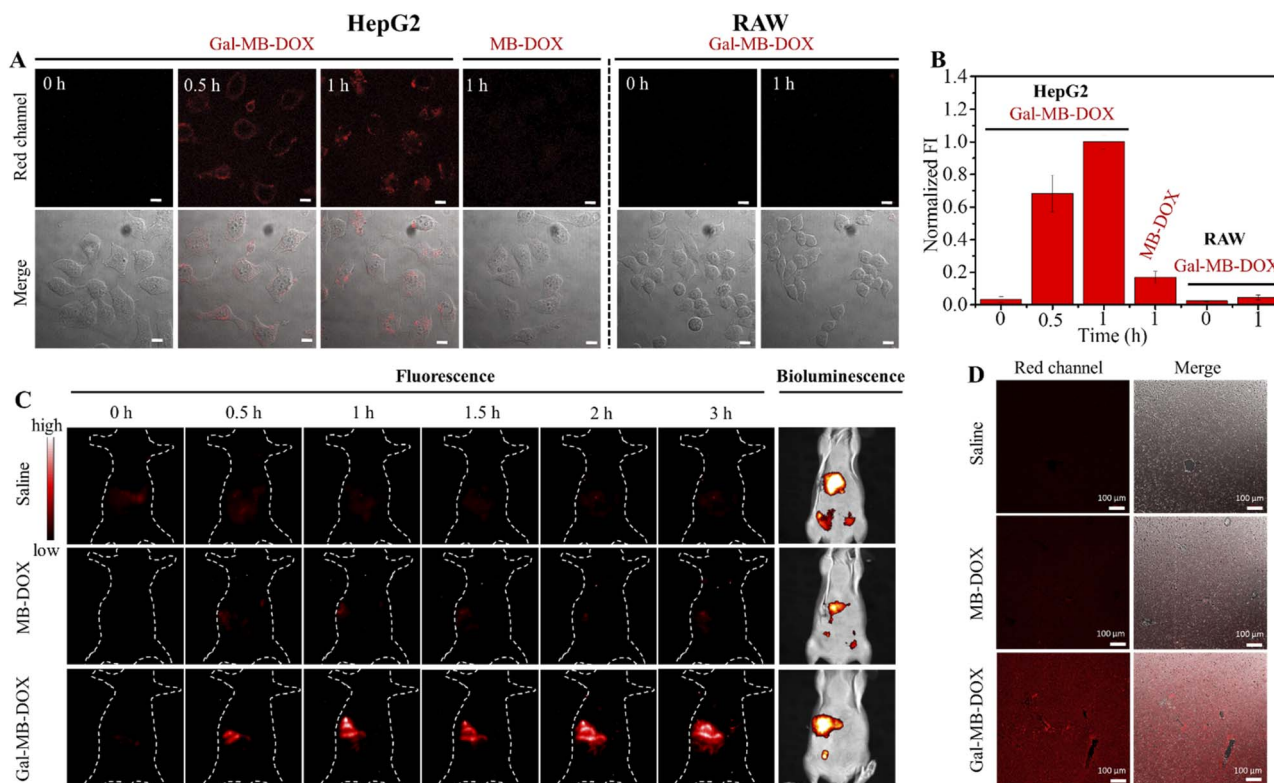 HepG2
RAW
Gal-MB-DOX
MB-DOX
Gal-MB-DOX
A
0 h
0.5 h
1 h
1 h
0 h
1 h
Red channel
Merge
B
1.4
1.2
1.0
0.8
0.6
0.4
0.2
0.0
Normalized FI
HepG2
Gal-MB-DOX
MB-DOX
RAW
Gal-MB-DOX
0
0.5
1
1
0
1
Time (h)
C
Fluorescence
Bioluminescence
0 h
0.5 h
1 h
1.5 h
2 h
3 h
high
low
Saline
MB-DOX
Gal-MB-DOX
D
Red channel
Merge
Saline
100 µm
100 µm
MB-DOX
100 µm
100 µm
Gal-MB-DOX
100 µm
100 µm